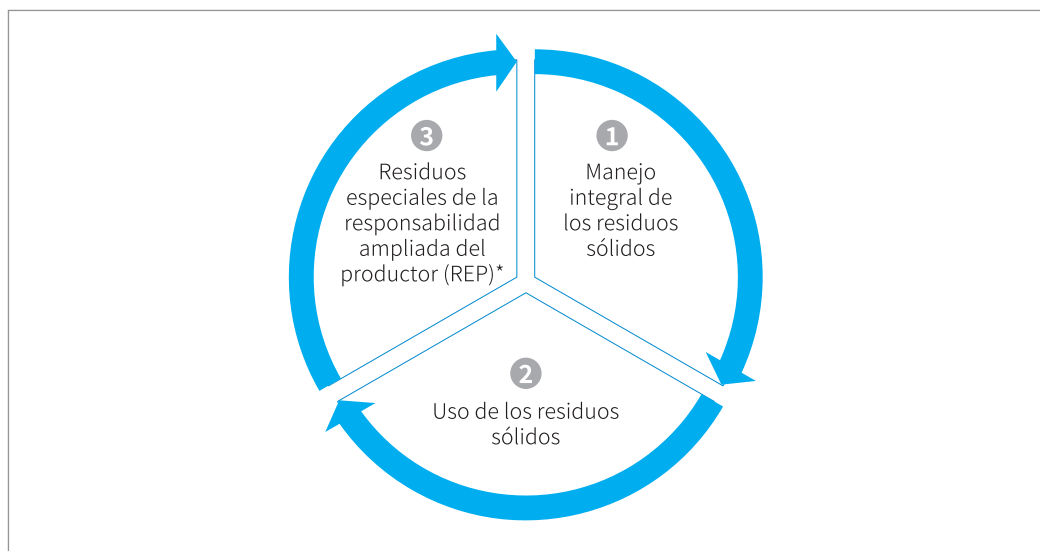 1
Manejo
integral de
los residuos
sólidos
2
Uso de los residuos
sólidos
3
Residuos
especiales de la
responsabilidad
ampliada del
productor (REP)*